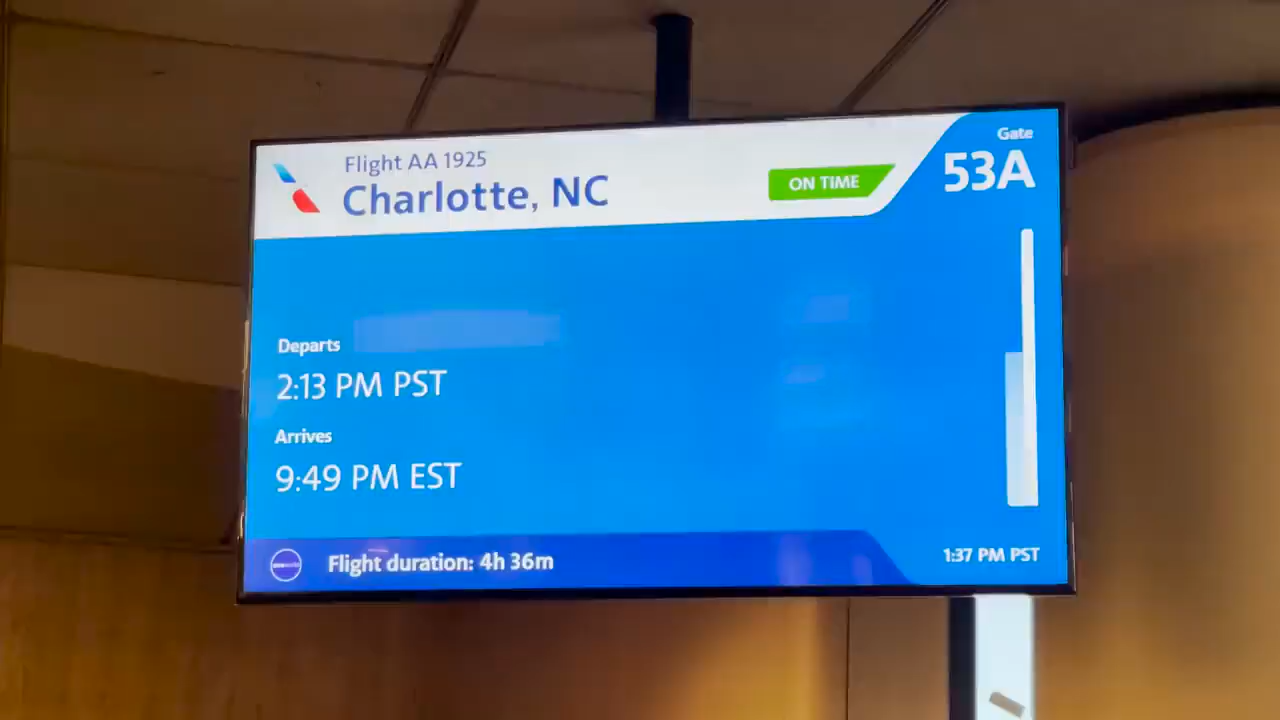 Flight AA 1925
Charlotte, NC
ON TIME
Gate
53A
Departs
2:13 PM PST
Arrives
9:49 PM EST
Flight duration: 4h 36m
1:37 PM PST